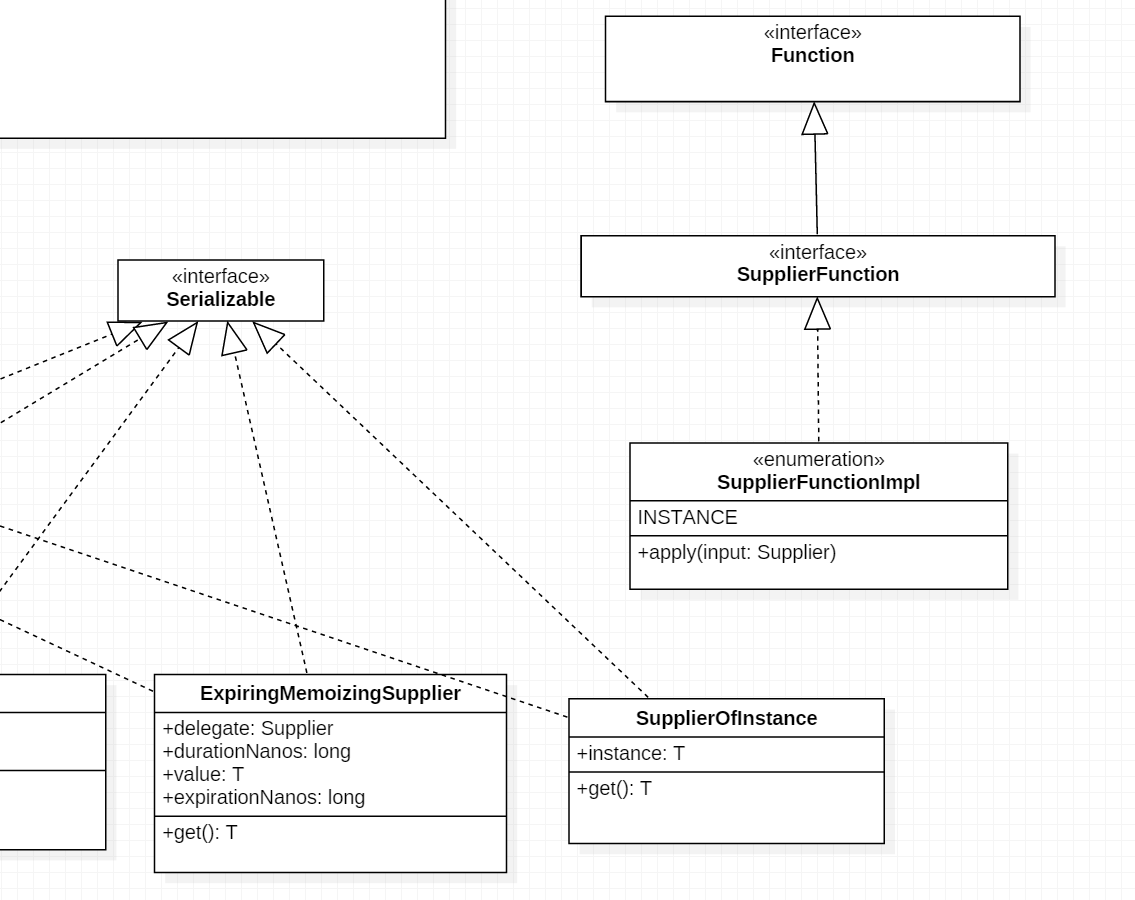 «interface»
Function
«interface»
SupplierFunction
«interface»
Serializable
«enumeration»
SupplierFunctionImpl
INSTANCE
+apply(input: Supplier)
ExpiringMemoizingSupplier
+delegate: Supplier
+durationNanos: long
+value: T
+expirationNanos: long
+get(): T
SupplierOfInstance
+instance: T
+get(): T